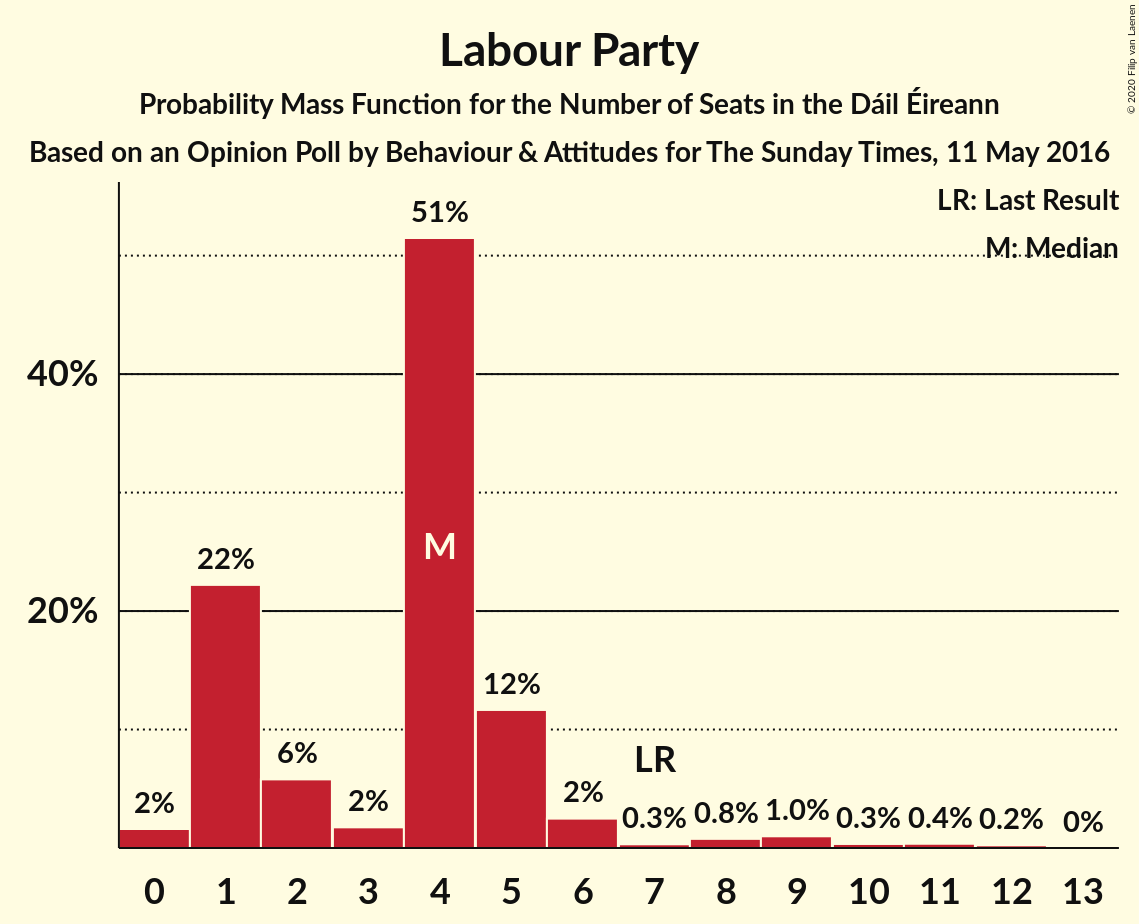 Labour Party
Probability Mass Function for the Number of Seats in the Dáil Éireann
Based on an Opinion Poll by Behaviour & Attitudes for The Sunday Times, 11 May 2016
© 2020 Filip van Laenen
LR: Last Result
M: Median
51%
40%
M
22%
20%
12%
6%
LR
2%
2%
2%
0.3%
0.8%
1.0%
0.3%
0.4%
0.2%
0%
0 1 2 3 4 5 6 7 8 9 10 11 12 13